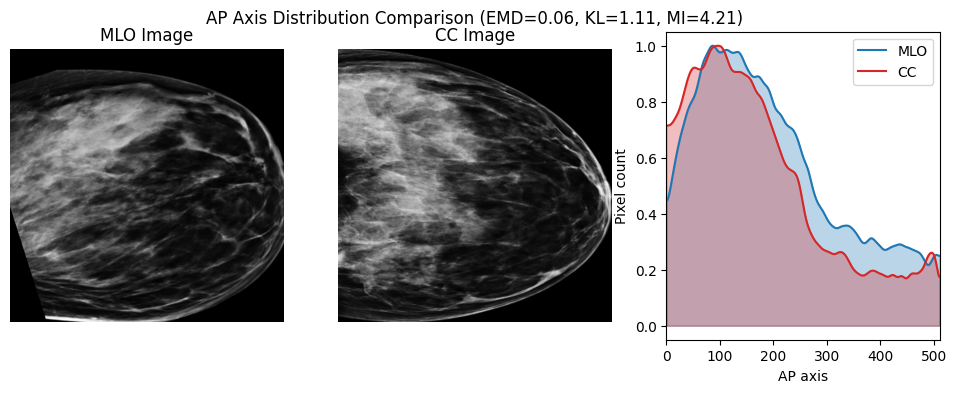 AP Axis Distribution Comparison (EMD=0.06, KL=1.11, MI=4.21)
MLO Image
CC Image
MLO
CC
Pixel count
1.0
0.8
0.6
0.4
0.2
0.0
0 100 200 300 400 500
AP axis